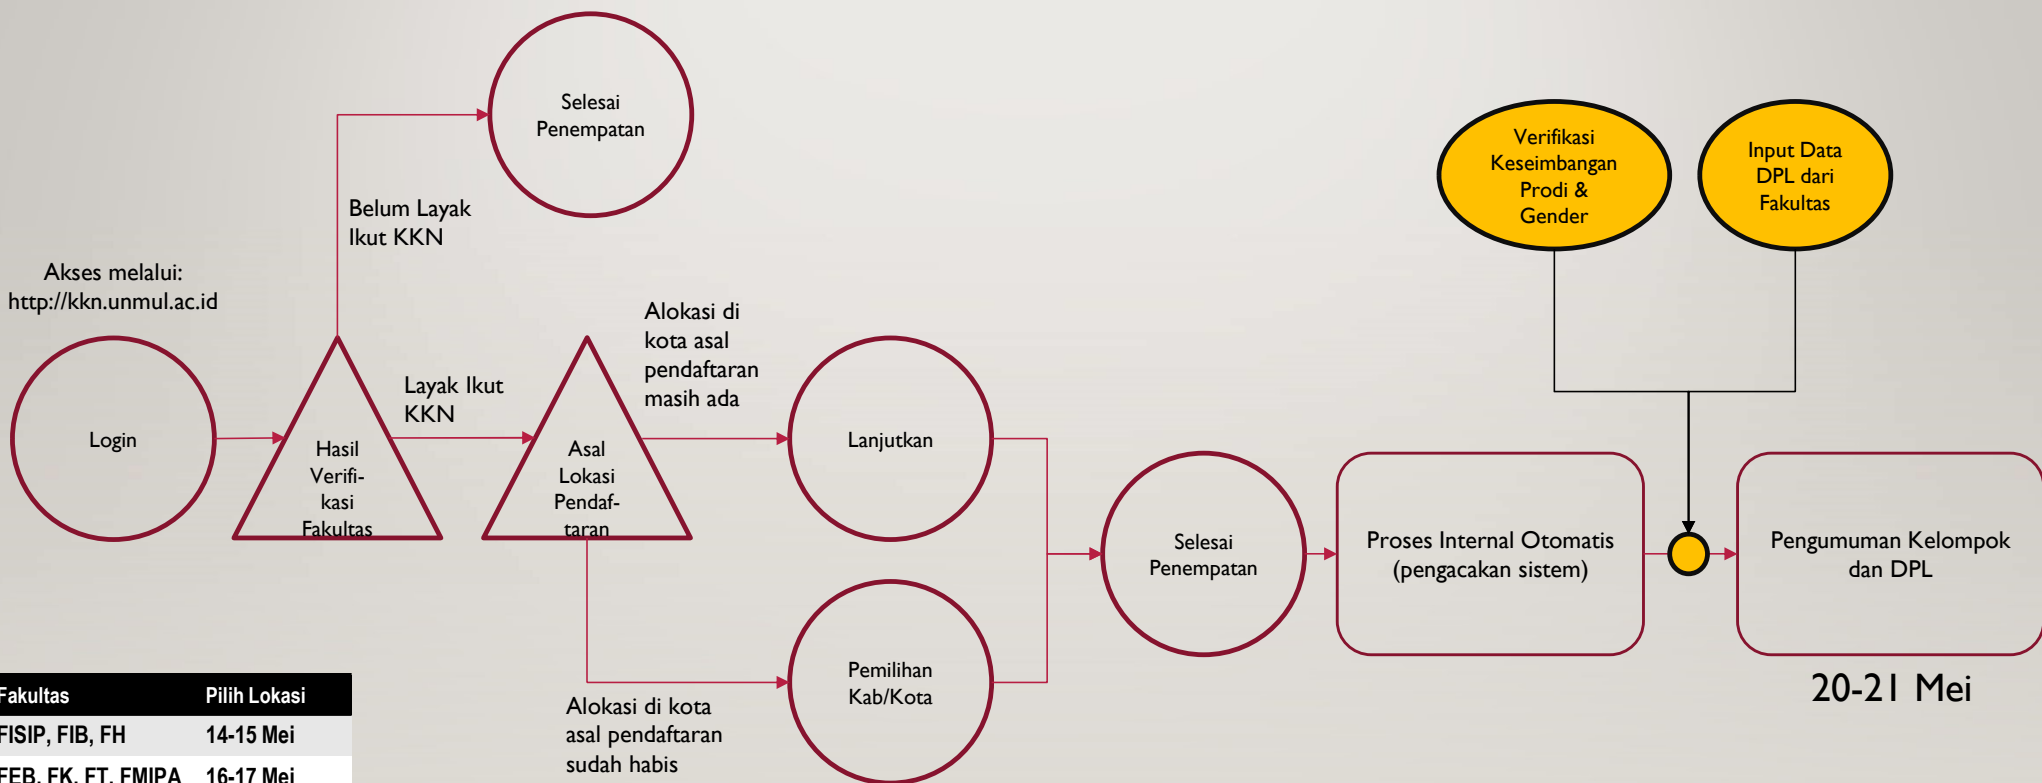 Selesai
Penempatan
Belum Layak
Ikut KKN
Akses melalui:
http://kkn.unmul.ac.id
Login
Hasil
Verifi-
kasi
Fakultas
Layak Ikut
KKN
Asal
Lokasi
Pendaf-
taran
Alokasi di
kota asal
pendaftaran
masih ada
Lanjutkan
Alokasi di kota
asal pendaftaran
sudah habis
Pemilihan
Kab/Kota
Selesai
Penempatan
Proses Internal Otomatis
(pengacakan sistem)
Verifikasi
Keseimbangan
Prodi &
Gender
Input Data
DPL dari
Fakultas
Pengumuman Kelompok
dan DPL
20-21 Mei
Fakultas Pilih Lokasi
FISIP, FIB, FH 14-15 Mei
FEB, FK, FT, FMIPA 16-17 Mei